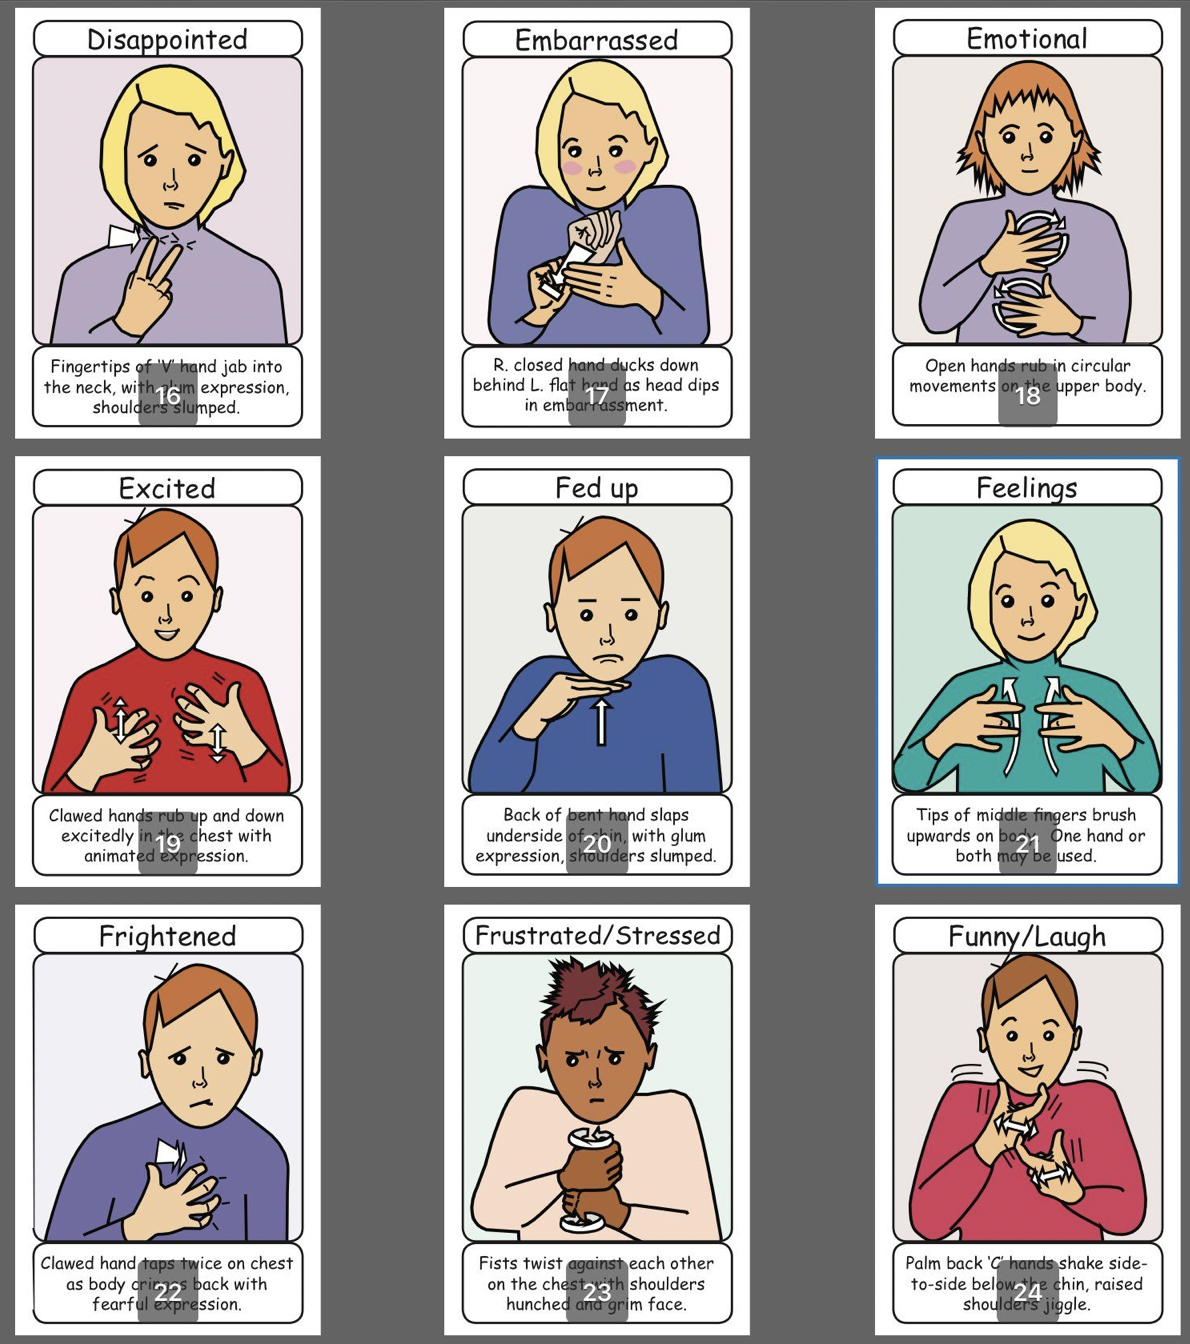 Disappointed
Fingertips of ‘V’ hand jab into
the neck, with glum expression,
shoulders slumped.
16
Embarrassed
R. closed hand ducks down
behind L. flat hand as head dips
in embarrassment.
17
Emotional
Open hands rub in circular
movements on the upper body.
18
Excited
Clawed hands rub up and down
excitedly in the chest with
animated expression.
19
Fed up
Back of bent hand slaps
underside of chin, with glum
expression, shoulders slumped.
20
Feelings
Tips of middle fingers brush
upwards on body. One hand or
both may be used.
21
Frightened
Clawed hand taps twice on chest
as body cringes back with
fearful expression.
22
Frustrated/Stressed
Fists twist against each other
on the chest with shoulders
hunched and grim face.
23
Funny/Laugh
Palm back ‘C’ hands shake side-
to-side below the chin, raised
shoulders jiggle.
24